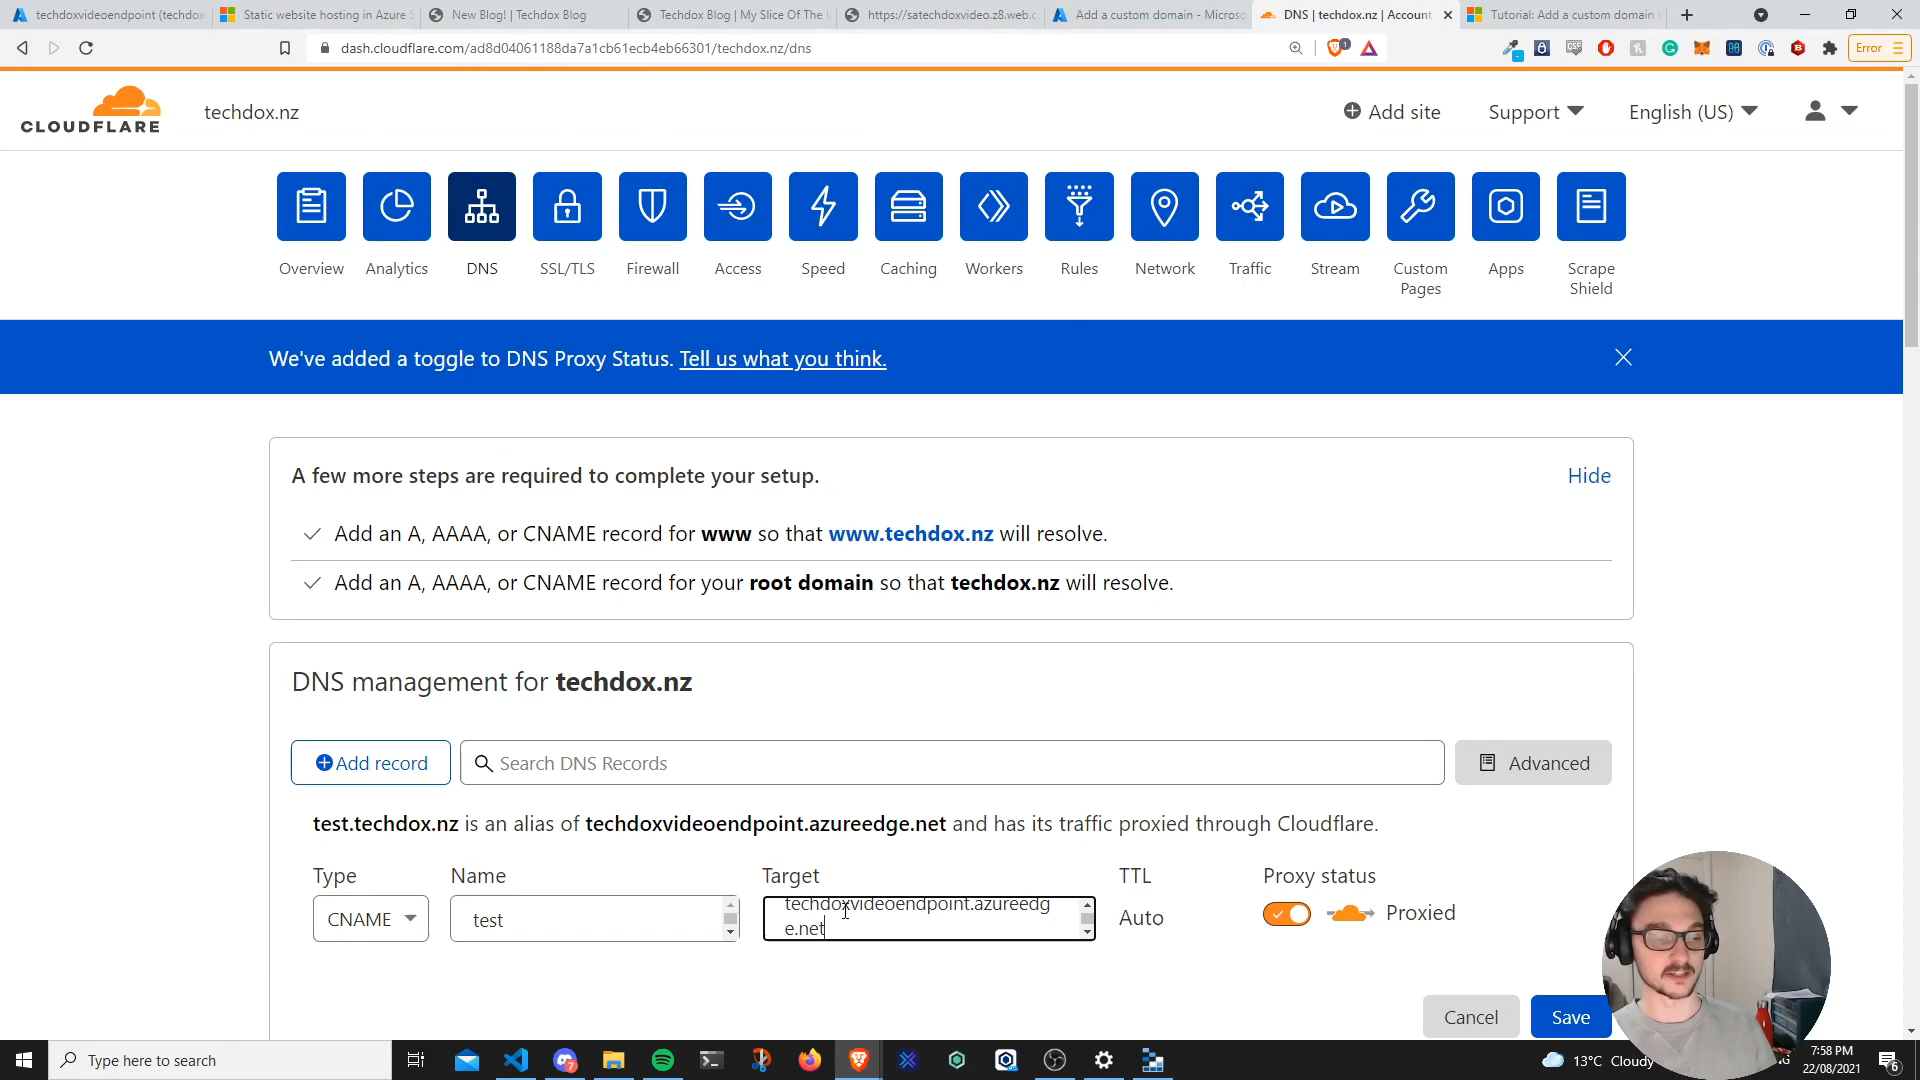 techdoxvideoendpoint (techdox
Static website hosting in Azure S
New Blog! | Techdox Blog
Techdox Blog | My Slice Of The I
https://satechdoxvideo.z8.web.c
Add a custom domain - Microso
DNS | techdox.nz | Account
Tutorial: Add a custom domain
dash.cloudflare.com/ad8d04061188da7a1cb61ecb4eb66301/techdox.nz/dns
Error
CLOUDFLARE
techdox.nz
Add site
Support
English (US)
Overview
Analytics
DNS
SSL/TLS
Firewall
Access
Speed
Caching
Workers
Rules
Network
Traffic
Stream
Custom Pages
Apps
Scrape Shield
We've added a toggle to DNS Proxy Status. Tell us what you think.
A few more steps are required to complete your setup.
Hide
Add an A, AAAA, or CNAME record for www so that www.techdox.nz will resolve.
Add an A, AAAA, or CNAME record for your root domain so that techdox.nz will resolve.
DNS management for techdox.nz
Add record
Search DNS Records
Advanced
test.techdox.nz is an alias of techdoxvideoendpoint.azureedge.net and has its traffic proxied through Cloudflare.
Type
Name
Target
TTL
Proxy status
CNAME
test
techdoxvideoendpoint.azureedg
e.net
Auto
Proxied
Cancel
Save
Type here to search
13°C Cloudy
7:58 PM
22/08/2021
6